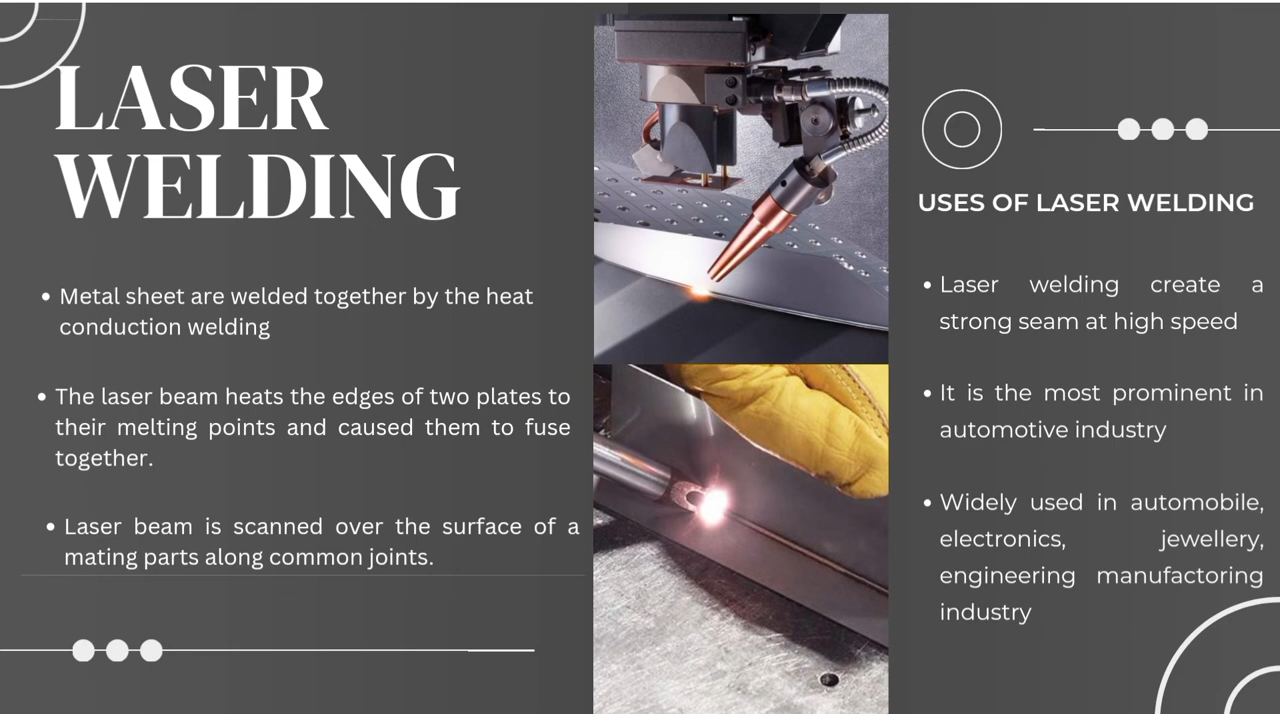 LASER
WELDING
• Metal sheet are welded together by the heat
conduction welding
• The laser beam heats the edges of two plates to
their melting points and caused them to fuse
together.
• Laser beam is scanned over the surface of a
mating parts along common joints.
USES OF LASER WELDING
• Laser welding create a
strong seam at high speed
• It is the most prominent in
automotive industry
• Widely used in automobile,
electronics, jewellery,
engineering manufactoring
industry